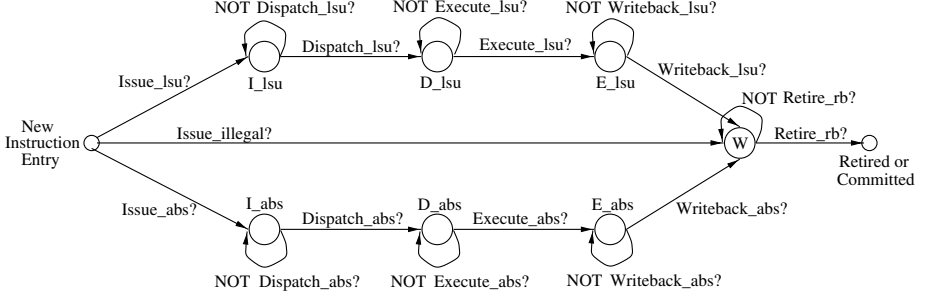 NOT Dispatch_lsu?
NOT Execute_lsu?
NOT Writeback_lsu?
Dispatch_lsu?
Execute_lsu?
Issue_lsu?
I_lsu
D_lsu
E_lsu
Writeback_lsu?
NOT Retire_rb?
New
Instruction
Entry
Issue_illegal?
W
Retire_rb?
Retired or
Committed
Issue_abs?
I_abs
Dispatch_abs?
D_abs
Execute_abs?
E_abs
Writeback_abs?
NOT Dispatch_abs?
NOT Execute_abs?
NOT Writeback_abs?